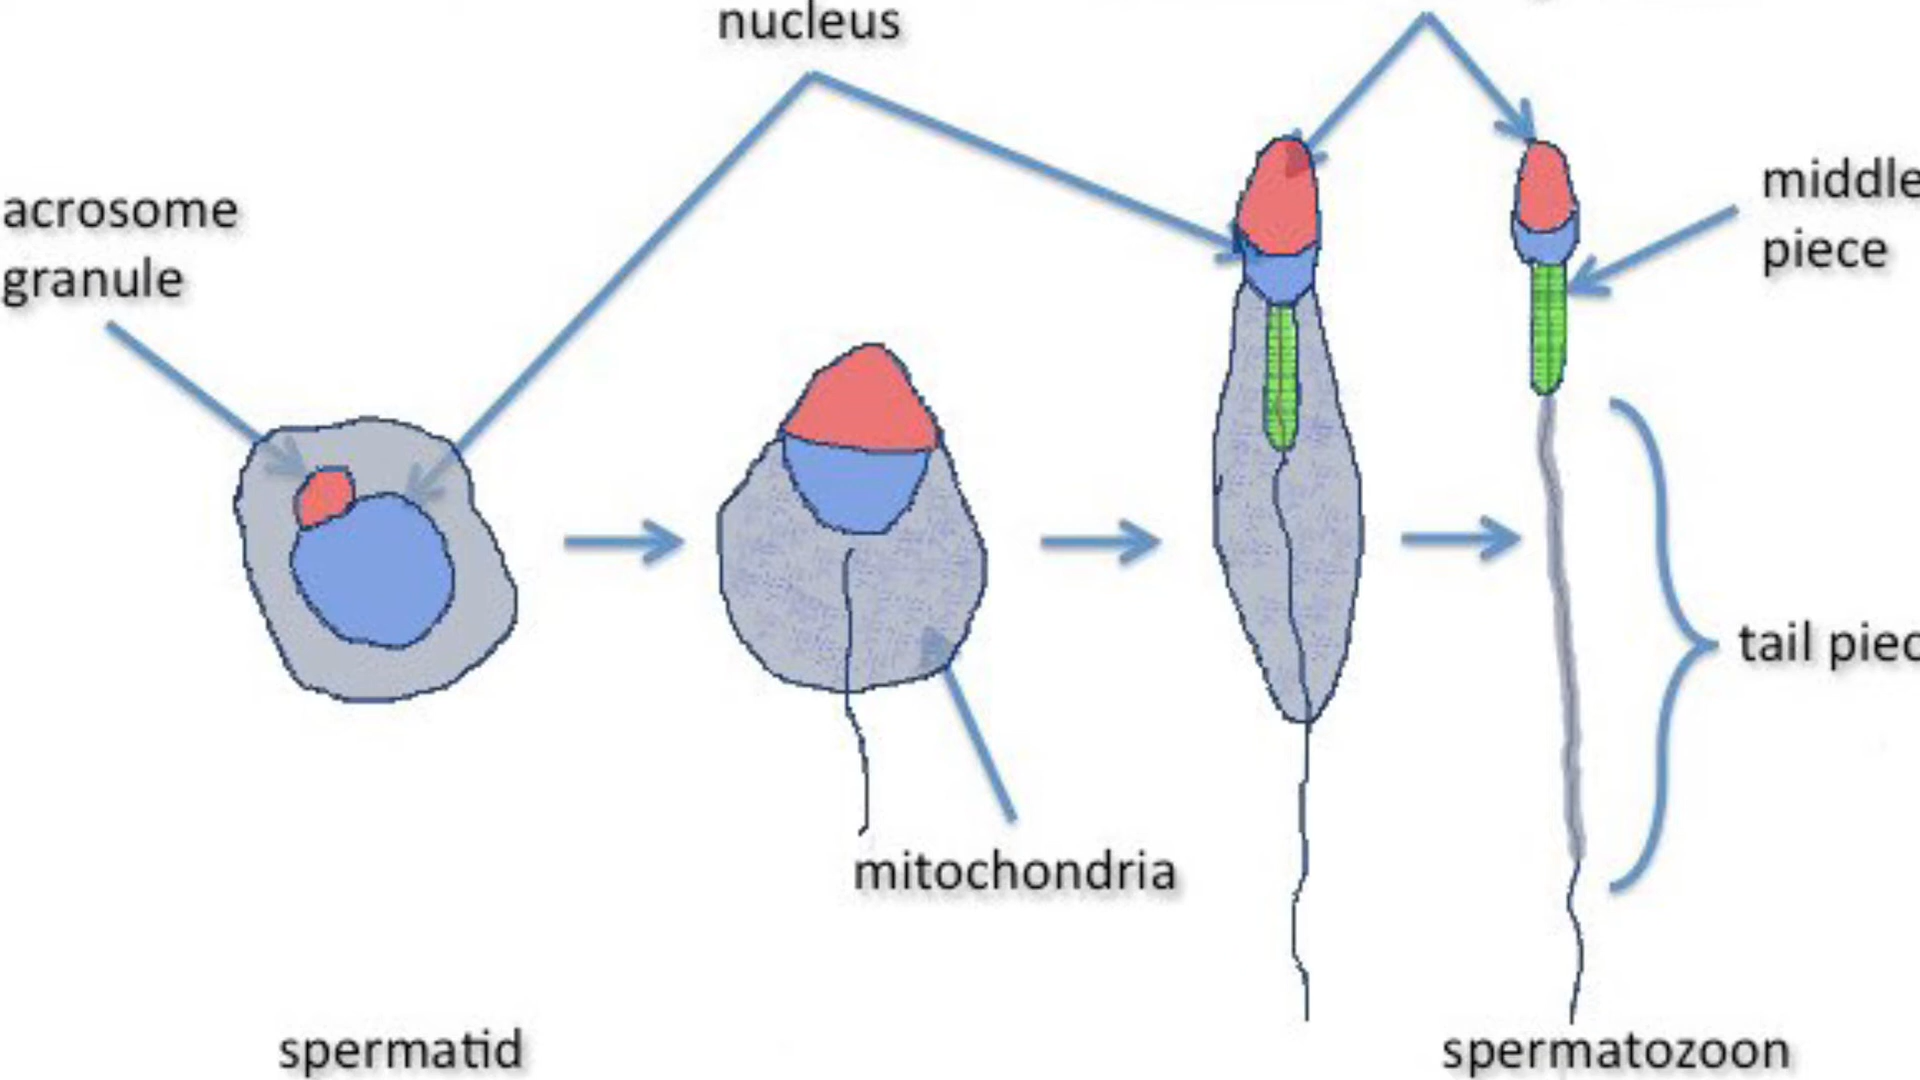 nucleus
acrosome
granule
middle
piece
tail piec
mitochondria
spermatid
spermatozoon